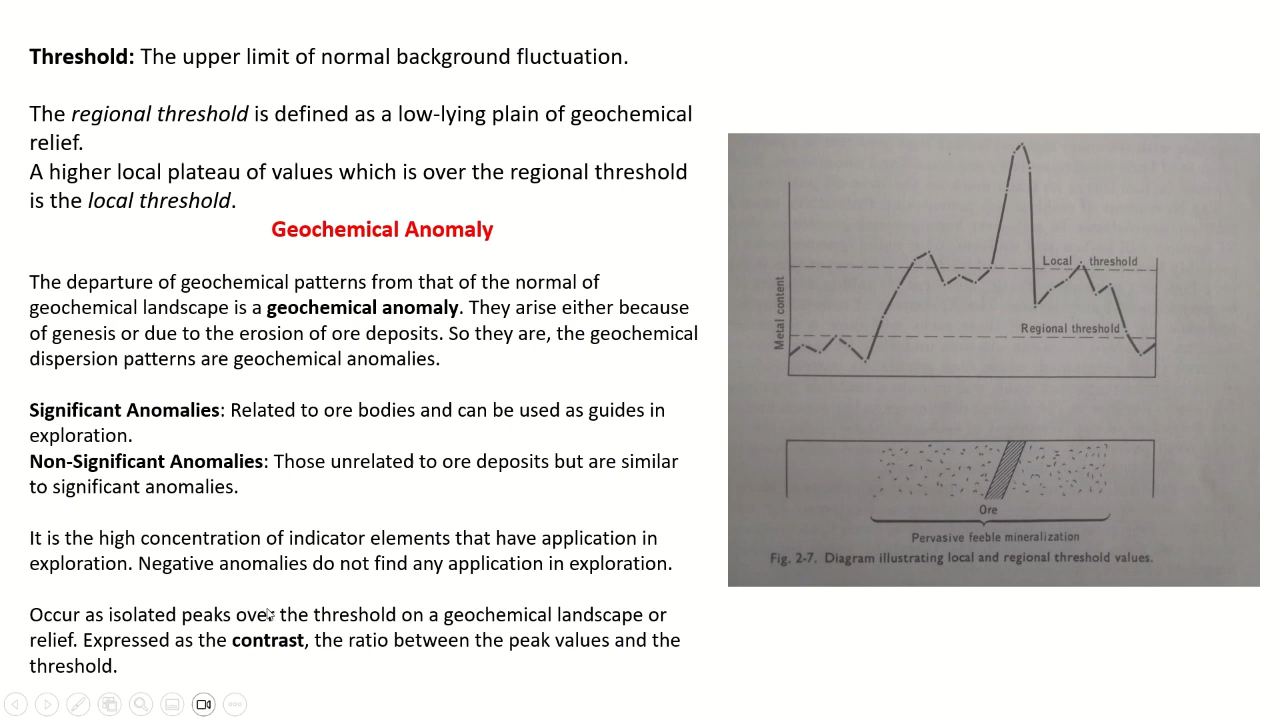 Threshold: The upper limit of normal background fluctuation.
The regional threshold is defined as a low-lying plain of geochemical
relief.
A higher local plateau of values which is over the regional threshold
is the local threshold.
Geochemical Anomaly
The departure of geochemical patterns from that of the normal of
geochemical landscape is a geochemical anomaly. They arise either because
of genesis or due to the erosion of ore deposits. So they are, the geochemical
dispersion patterns are geochemical anomalies.
Significant Anomalies: Related to ore bodies and can be used as guides in
exploration.
Non-Significant Anomalies: Those unrelated to ore deposits but are similar
to significant anomalies.
It is the high concentration of indicator elements that have application in
exploration. Negative anomalies do not find any application in exploration.
Occur as isolated peaks over the threshold on a geochemical landscape or
relief. Expressed as the contrast, the ratio between the peak values and the
threshold.
Metal content
Local threshold
Regional threshold
Ore
Pervasive feeble mineralization
Fig. 2-7. Diagram illustrating local and regional threshold values.